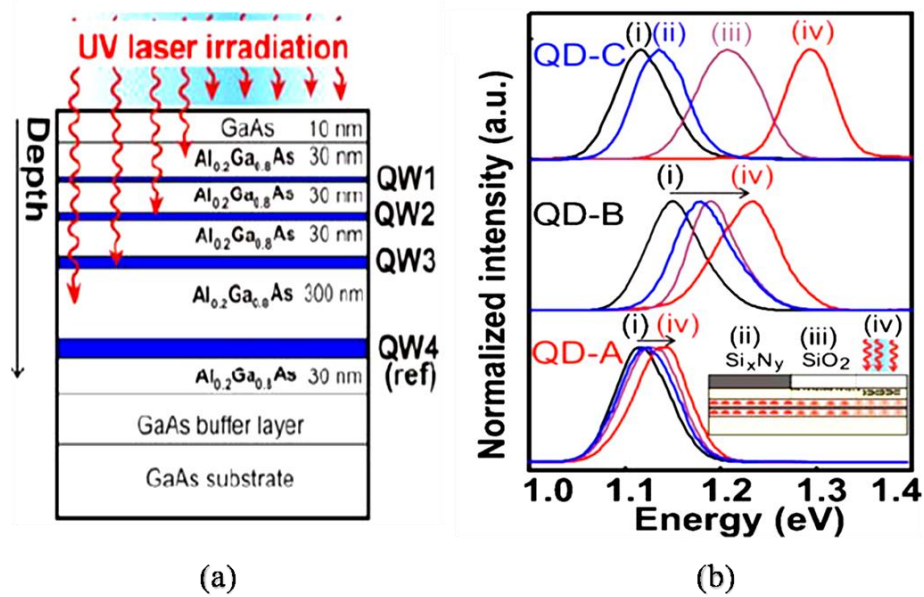 UV laser irradiation
Depth
GaAs 10 nm
Al0.2Ga0.8As 30 nm
QW1
Al0.2Ga0.8As 30 nm
QW2
Al0.2Ga0.8As 30 nm
QW3
Al0.2Ga0.8As 300 nm
QW4
(ref)
Al0.2Ga0.8As 30 nm
GaAs buffer layer
GaAs substrate
(a)
Normalized intensity (a.u.)
QD-C (i) (ii) (iii) (iv)
QD-B (i) (iv)
QD-A (i) (iv)
(ii) (iii) (iv)
SixNy SiO2
1.0 1.1 1.2 1.3 1.4
Energy (eV)
(b)